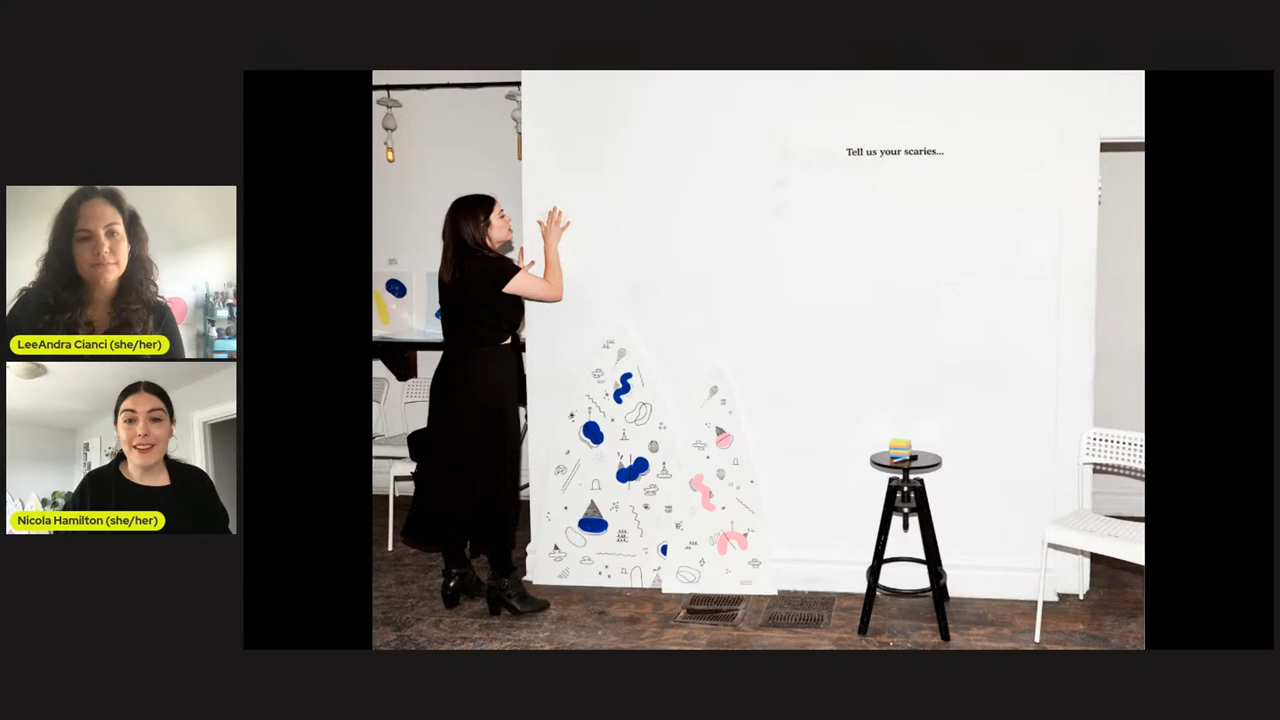 Tell us your scaries...
LeeAndra Cianci (she/her)
Nicola Hamilton (she/her)